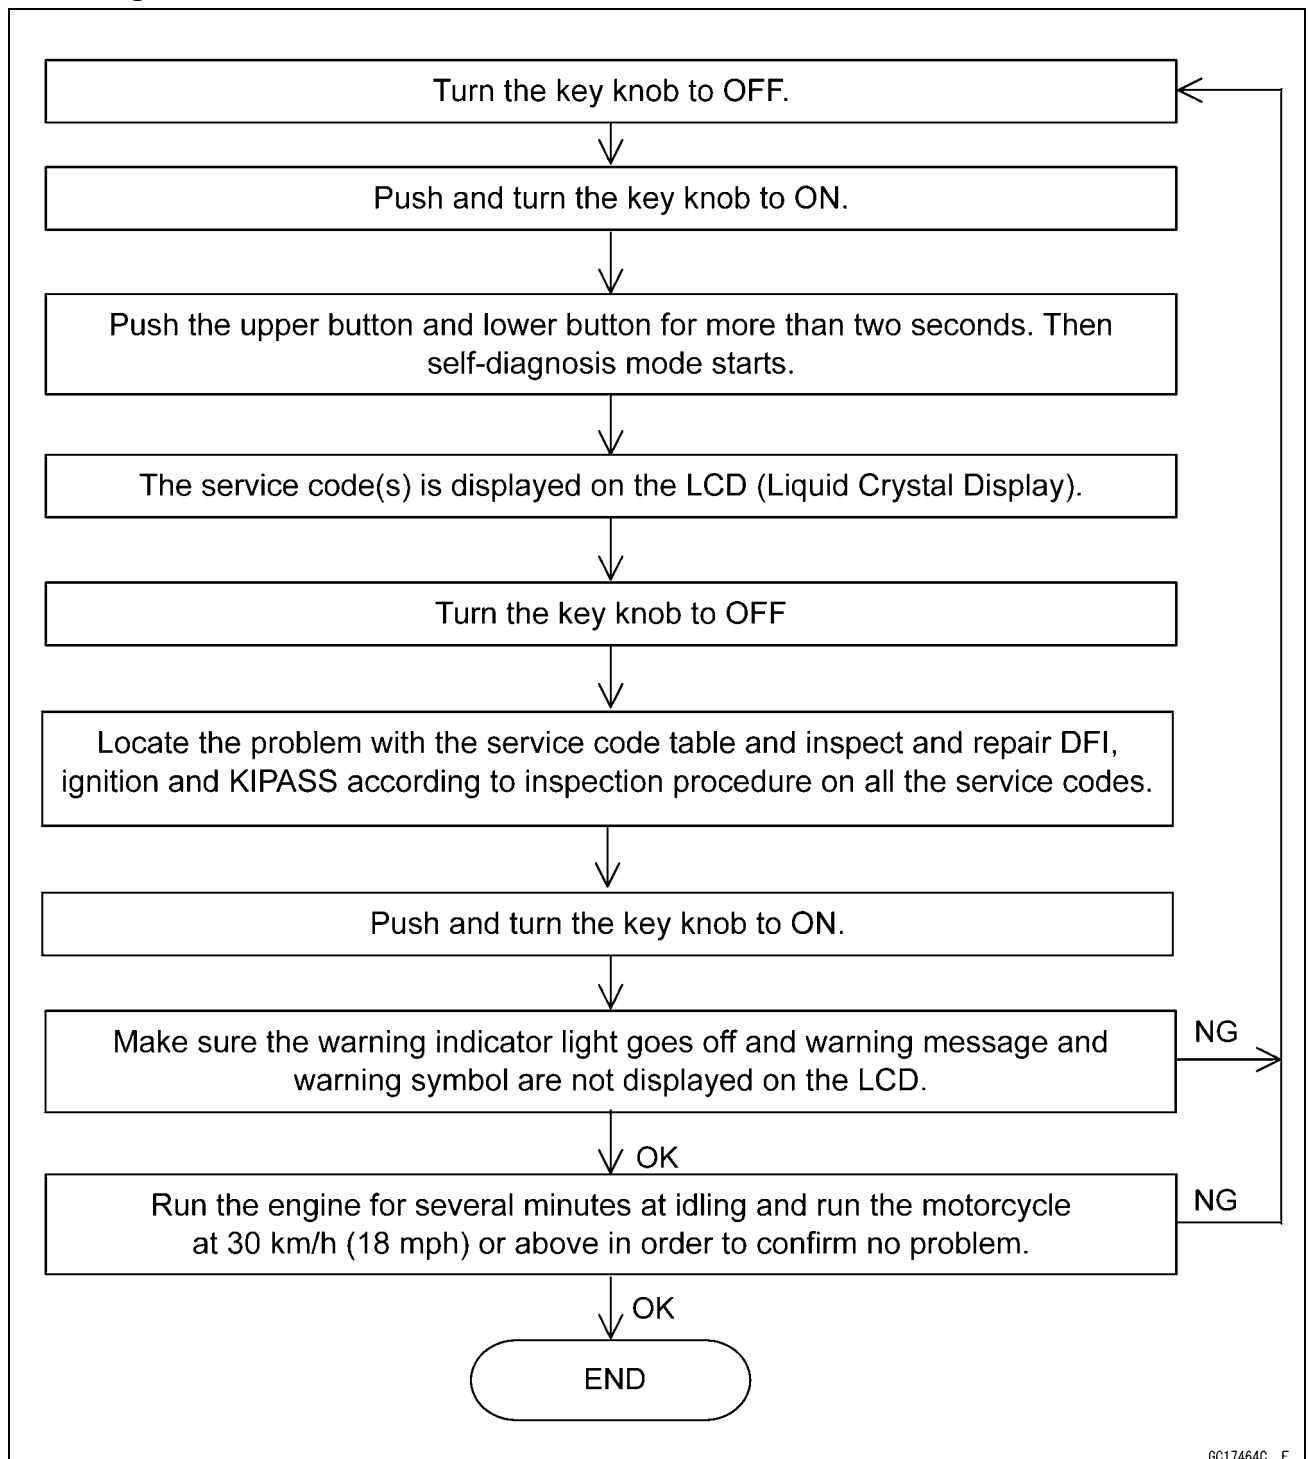 Turn the key knob to OFF.
Push and turn the key knob to ON.
Push the upper button and lower button for more than two seconds. Then
self-diagnosis mode starts.
The service code(s) is displayed on the LCD (Liquid Crystal Display).
Turn the key knob to OFF
Locate the problem with the service code table and inspect and repair DFI,
ignition and KIPASS according to inspection procedure on all the service codes.
Push and turn the key knob to ON.
Make sure the warning indicator light goes off and warning message and
warning symbol are not displayed on the LCD.
NG
OK
Run the engine for several minutes at idling and run the motorcycle
at 30 km/h (18 mph) or above in order to confirm no problem.
NG
OK
END
GC17464C F